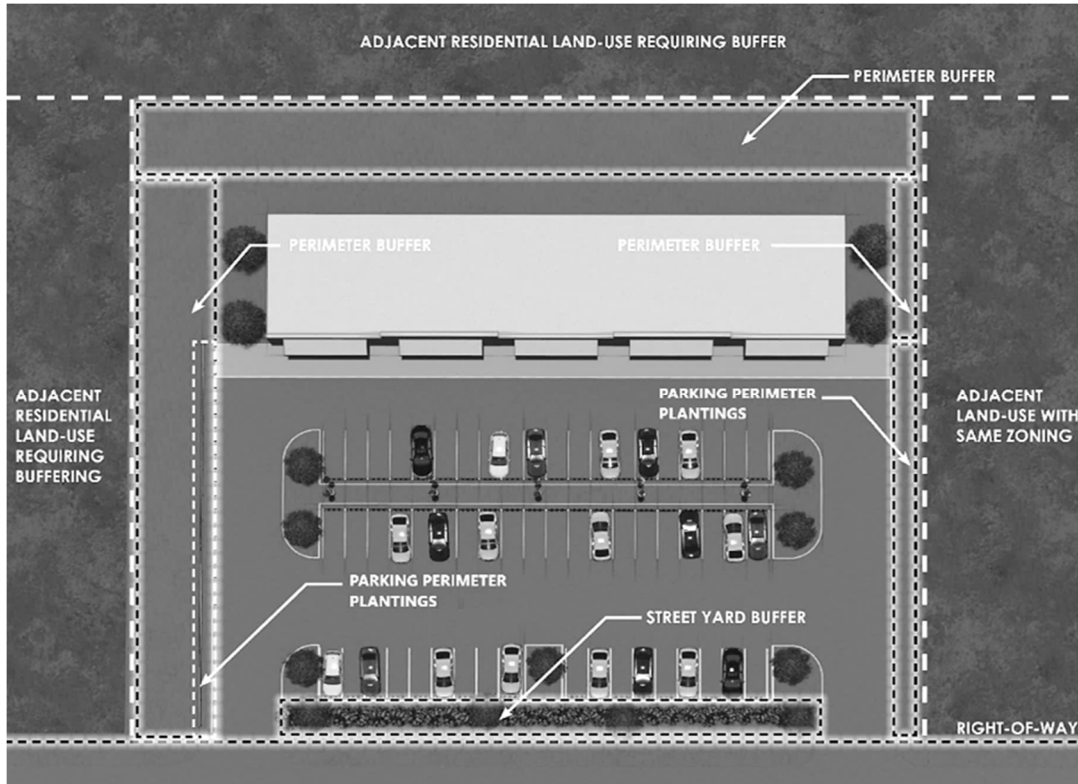 ADJACENT RESIDENTIAL LAND-USE REQUIRING BUFFER
PERIMETER BUFFER
PERIMETER BUFFER
PERIMETER BUFFER
ADJACENT
RESIDENTIAL
LAND-USE
REQUIRING
BUFFERING
PARKING PERIMETER
PLANTINGS
ADJACENT
LAND-USE WITH
SAME ZONING
PARKING PERIMETER
PLANTINGS
STREET YARD BUFFER
RIGHT-OF-WAY